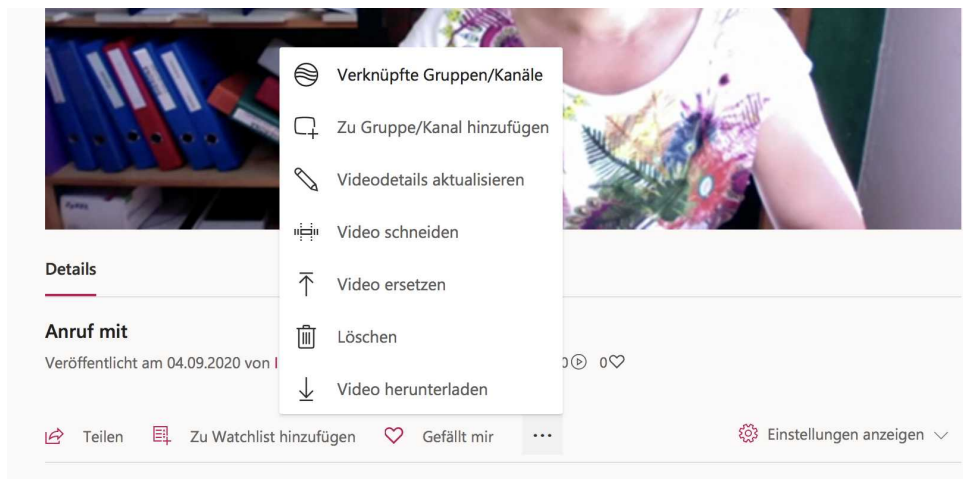 Verknüpfte Gruppen/Kanäle
Zu Gruppe/Kanal hinzufügen
Videodetails aktualisieren
Video schneiden
Video ersetzen
Löschen
Video herunterladen
Details
Anruf mit
Veröffentlicht am 04.09.2020 von
0
Teilen
Zu Watchlist hinzufügen
Gefällt mir
Einstellungen anzeigen